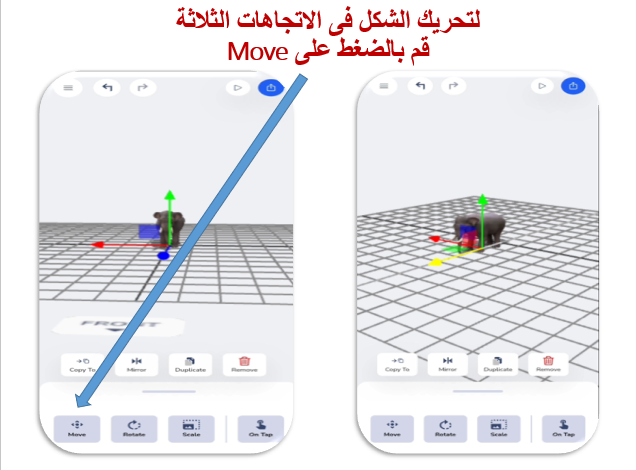 لتحريك الشكل فى الاتجاهات الثلاثة
قم بالضغط على Move
FRONT
Copy To
Mirror
Duplicate
Remove
Move
Rotate
Scale
On Tap
Copy To
Mirror
Duplicate
Remove
Move
Rotate
Scale
On Tap